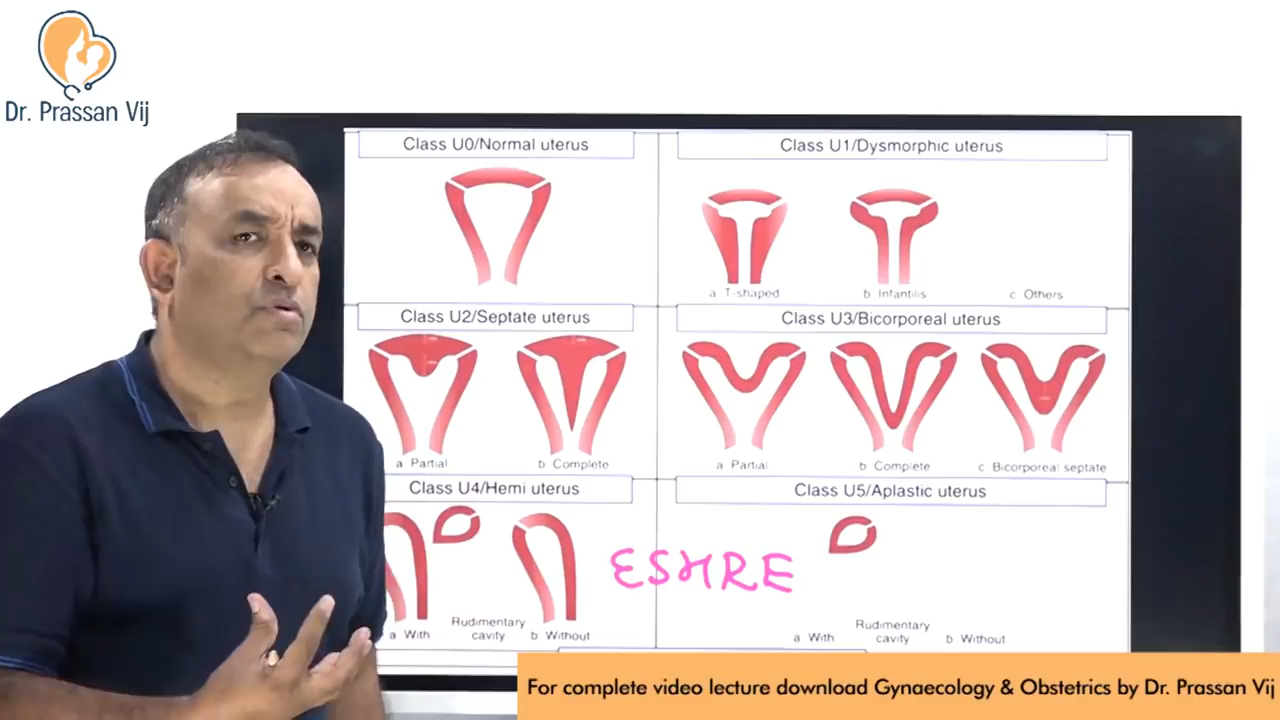 Dr. Prassan Vij
Class U0/Normal uterus
Class U1/Dysmorphic uterus
a T-shaped
b Infantilis
c Others
Class U2/Septate uterus
Class U3/Bicorporeal uterus
a Partial
b Complete
a Partial
b Complete
c Bicorporeal septate
Class U4/Hemi uterus
Class U5/Aplastic uterus
ESHRE
a With
Rudimentary
cavity
b Without
a With
Rudimentary
cavity
b Without
For complete video lecture download Gynaecology & Obstetrics by Dr. Prassan Vij